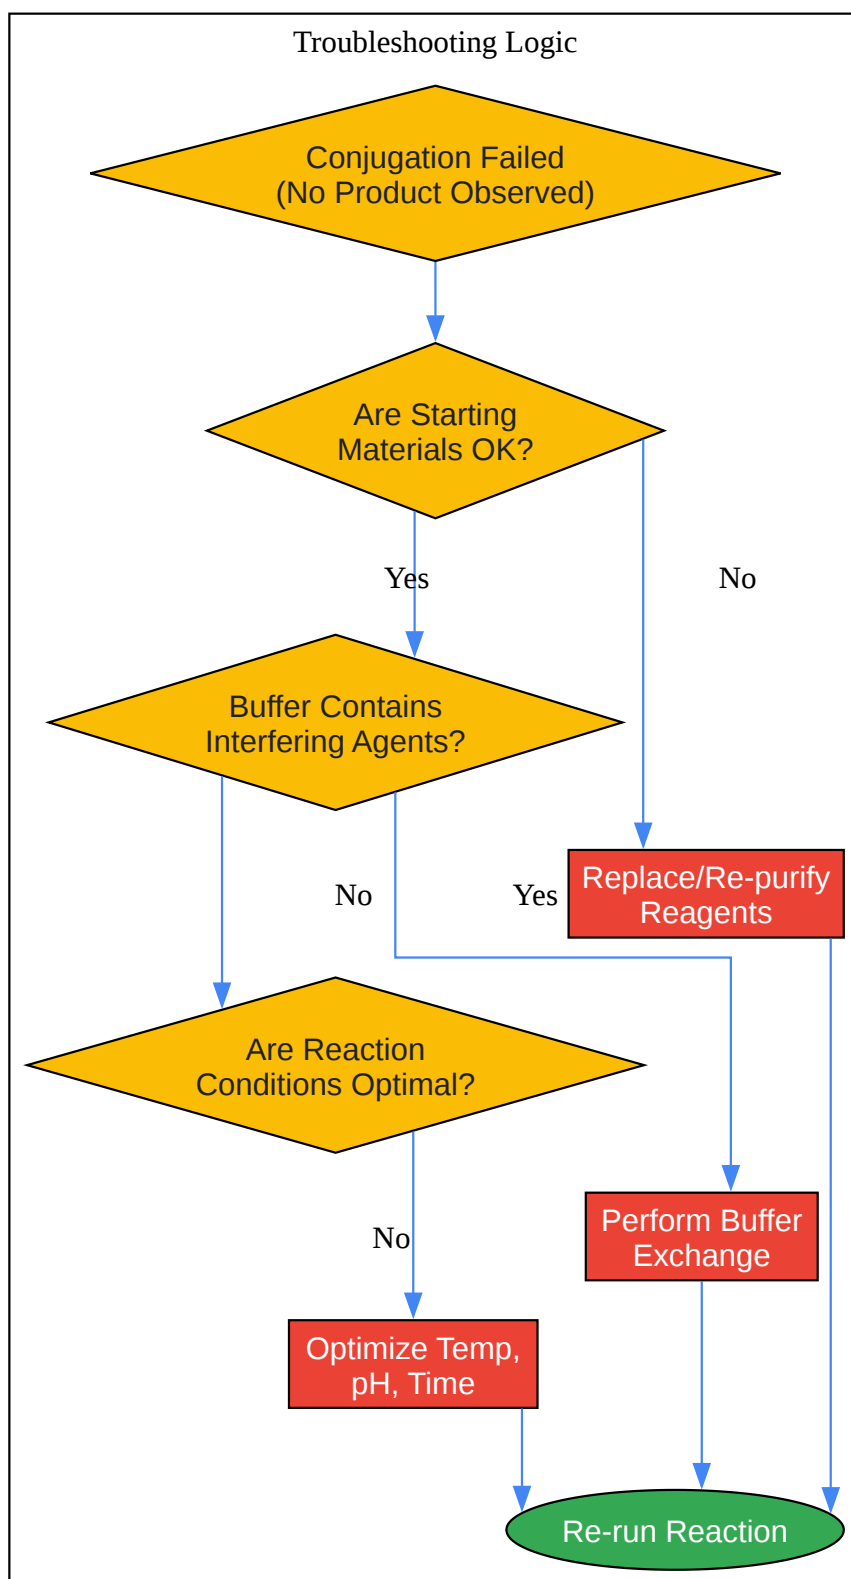 Troubleshooting Logic
Conjugation Failed
(No Product Observed)
Are Starting
Materials OK?
Yes
No
Buffer Contains
Interfering Agents?
No
Yes
Replace/Re-purify
Reagents
Are Reaction
Conditions Optimal?
No
Perform Buffer
Exchange
Optimize Temp,
pH, Time
Re-run Reaction